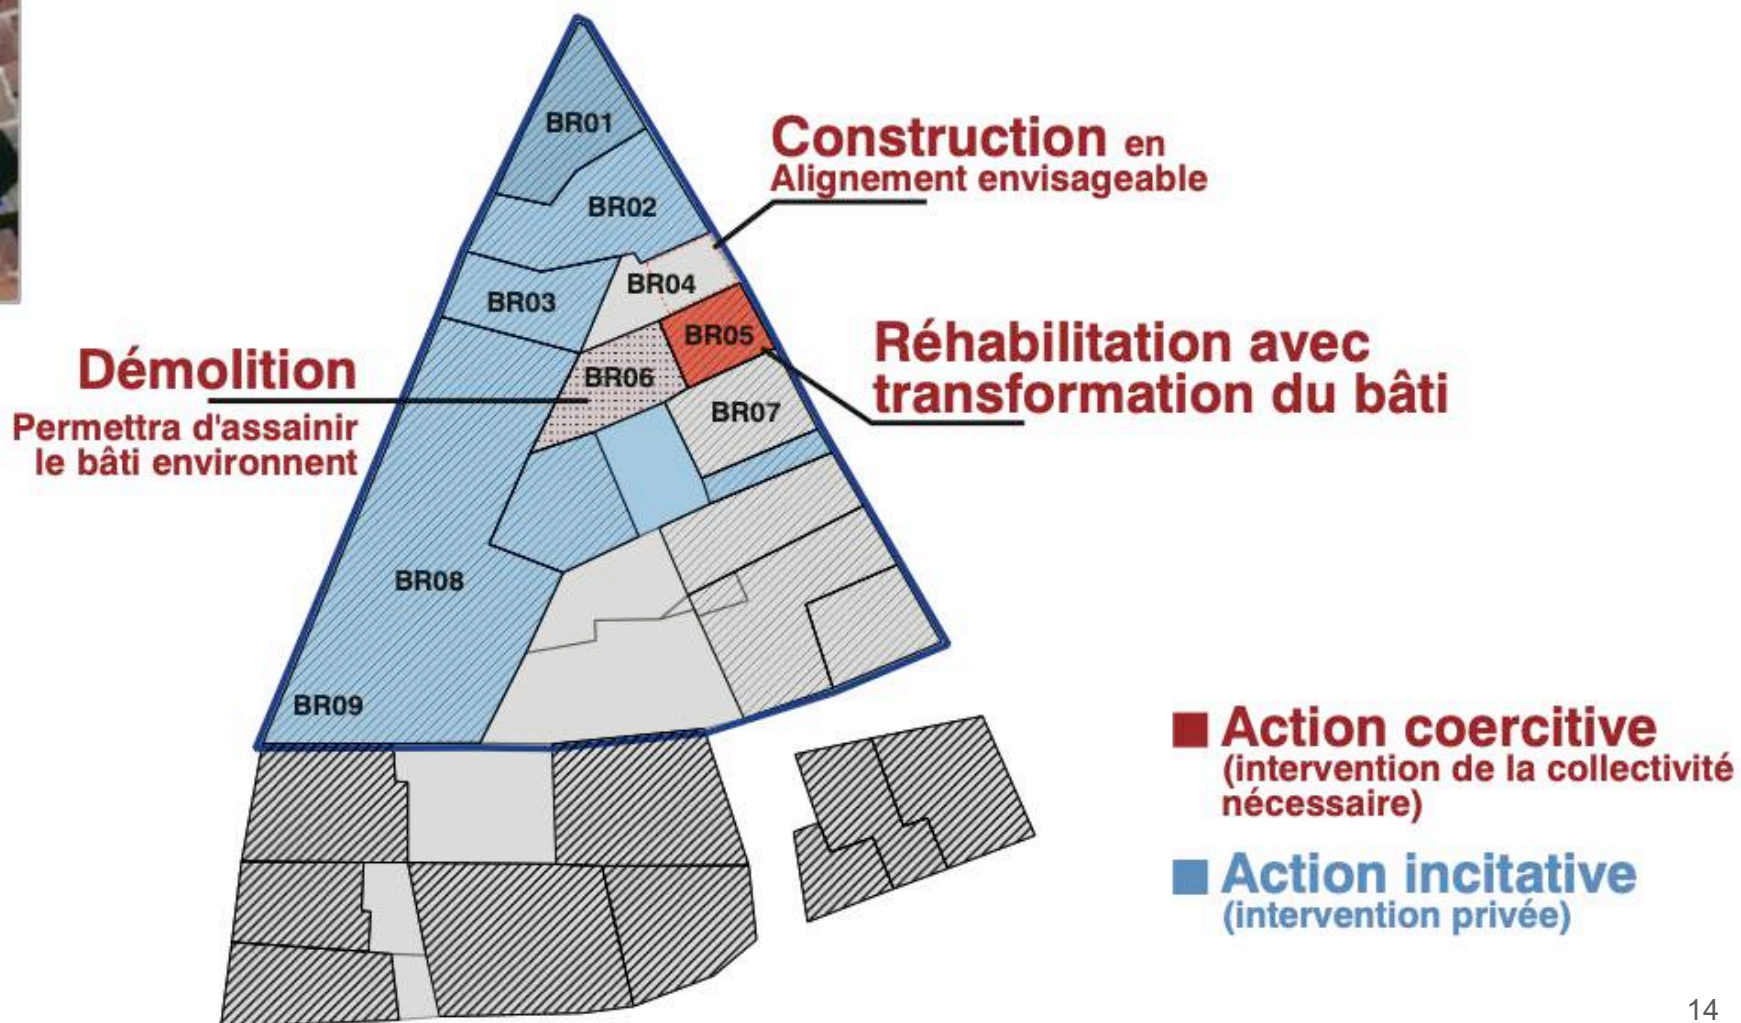 BR01
Construction en
Alignement envisageable
BR02
BR04
BR03
BR05
Réhabilitation avec
transformation du bâti
Démolition
Permettra d'assainir
le bâti environnent
BR06
BR07
BR08
BR09
Action coercitive
(intervention de la collectivité
nécessaire)
Action incitative
(intervention privée)
14